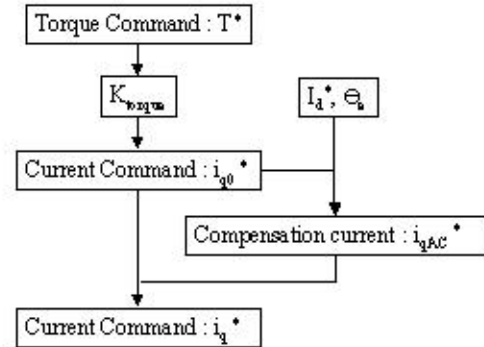 Torque Command : T*
K_torque
I_d*, Θ_a
Current Command : i_q0*
Compensation current : i_qAC*
Current Command : i_q*